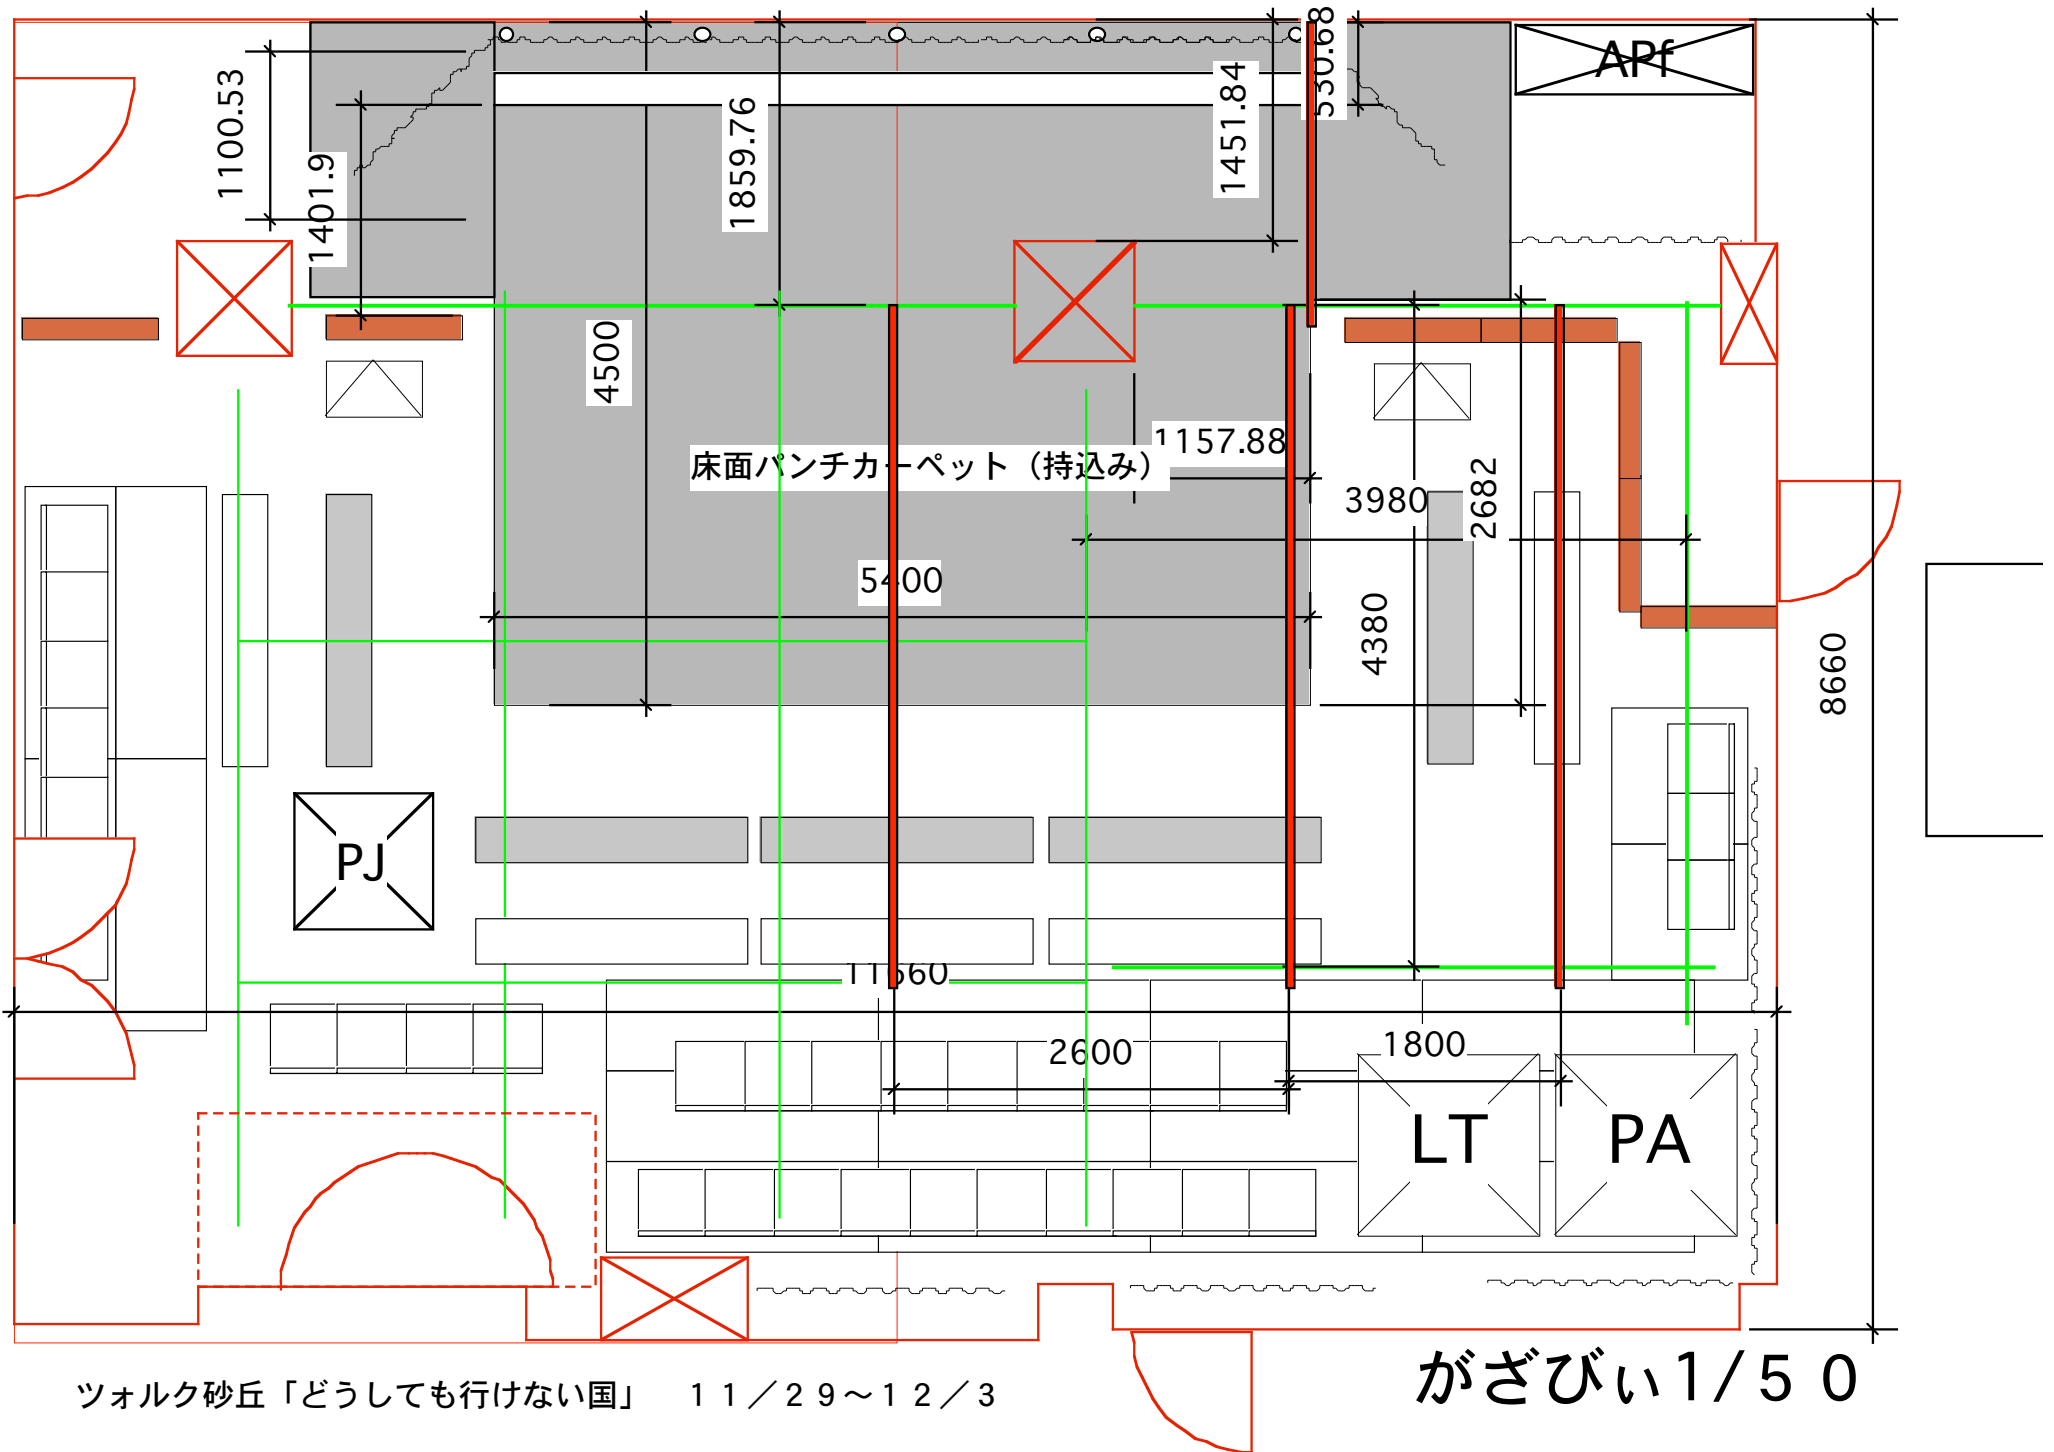 530.68
APf
1100.53
1401.9
1859.76
1451.84
4500
1157.88
床面パンチカーペット（持込み）
3980
2682
5400
4380
8660
PJ
11660
2600
1800
LT
PA
がざびぃ1/５０
ツォルク砂丘「どうしても行けない国」　１１／２９～１２／３